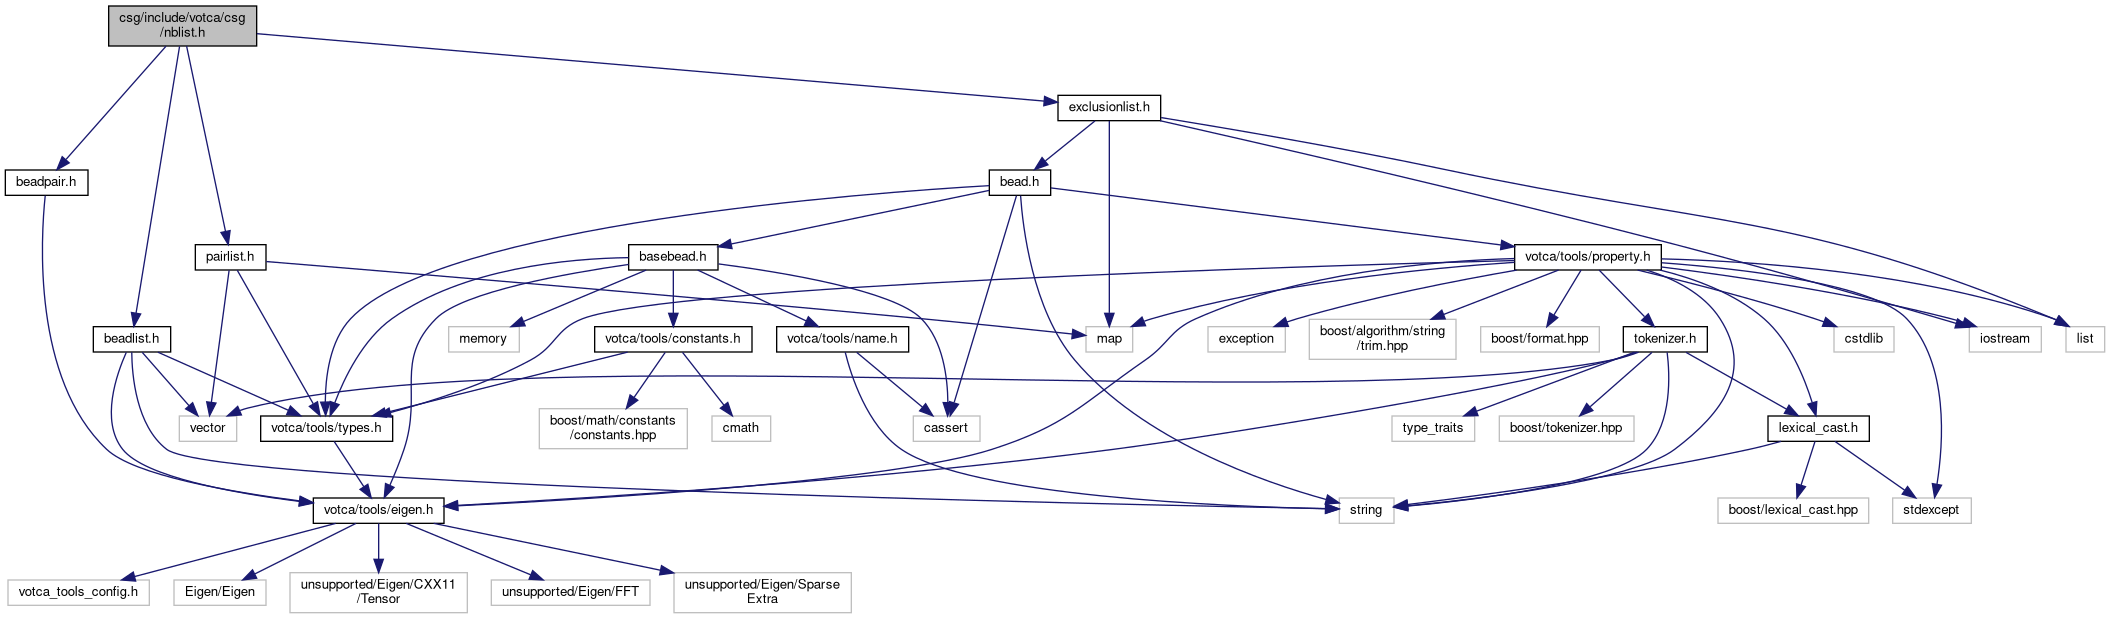 csg/include/votca/csg
/nblist.h
exclusionlist.h
beadpair.h
bead.h
pairlist.h
basebead.h
votca/tools/property.h
beadlist.h
memory
votca/tools/constants.h
votca/tools/name.h
map
exception
boost/algorithm/string
/trim.hpp
boost/format.hpp
tokenizer.h
cstdlib
iostream
list
vector
votca/tools/types.h
boost/math/constants
/constants.hpp
cmath
cassert
type_traits
boost/tokenizer.hpp
lexical_cast.h
votca/tools/eigen.h
string
boost/lexical_cast.hpp
stdexcept
votca_tools_config.h
Eigen/Eigen
unsupported/Eigen/CXX11
/Tensor
unsupported/Eigen/FFT
unsupported/Eigen/Sparse
Extra